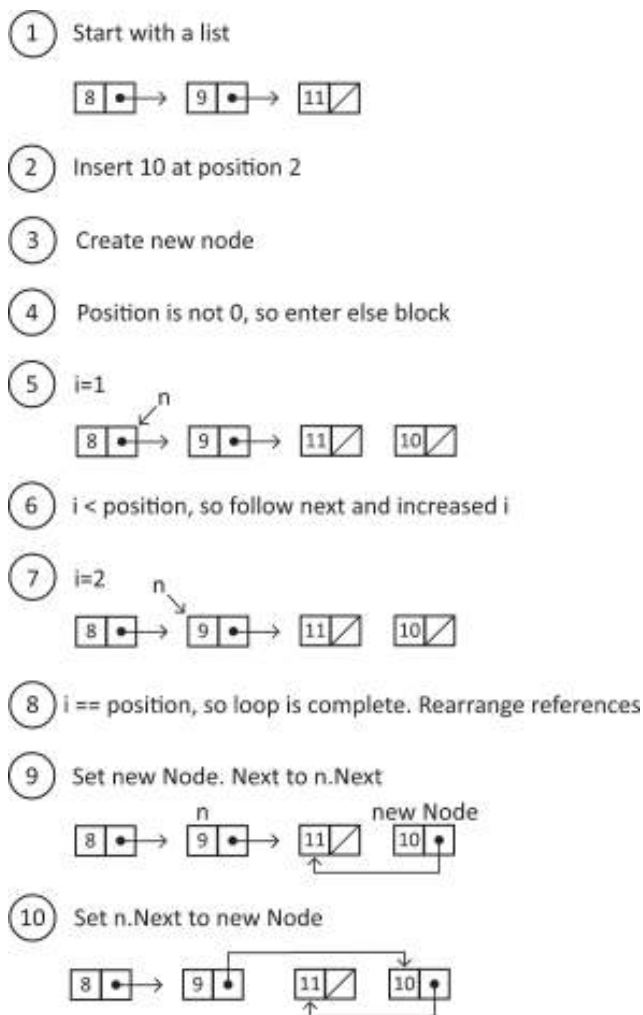 1 Start with a list
8 9 11
2 Insert 10 at position 2
3 Create new node
4 Position is not 0, so enter else block
5 i=1
n
8 9 11 10
6 i < position, so follow next and increased i
7 i=2
n
8 9 11 10
8 i == position, so loop is complete. Rearrange references
9 Set new Node. Next to n.Next
n new Node
8 9 11 10
10 Set n.Next to new Node
8 9 11 10